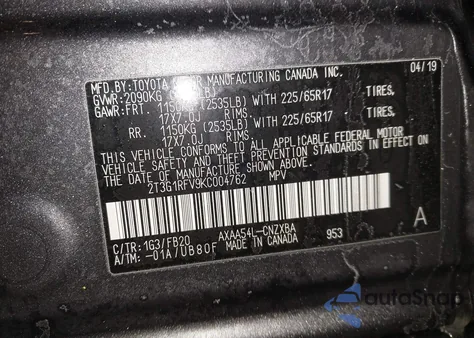 MFD.BY:TOYOTA MOTOR MANUFACTURING CANADA INC. 04/19
GVWR:2090KG
GAWR:FRT. 1150KG (2535LB) WITH 225/65R17 TIRES,
17X7.0J RIMS.
RR. 1150KG (2535LB) WITH 225/65R17 TIRES,
17X7.0J RIMS.
THIS VEHICLE CONFORMS TO ALL APPLICABLE FEDERAL MOTOR
VEHICLE SAFETY AND THEFT PREVENTION STANDARDS IN EFFECT ON
THE DATE OF MANUFACTURE SHOWN ABOVE.
2T3G1RFV9KC004762 MPV
C/TR:1G3/FB20 AXAA54L-CNZXBA A
A/TM:-01A/UB80F MADE IN CANADA 953
autoSnap